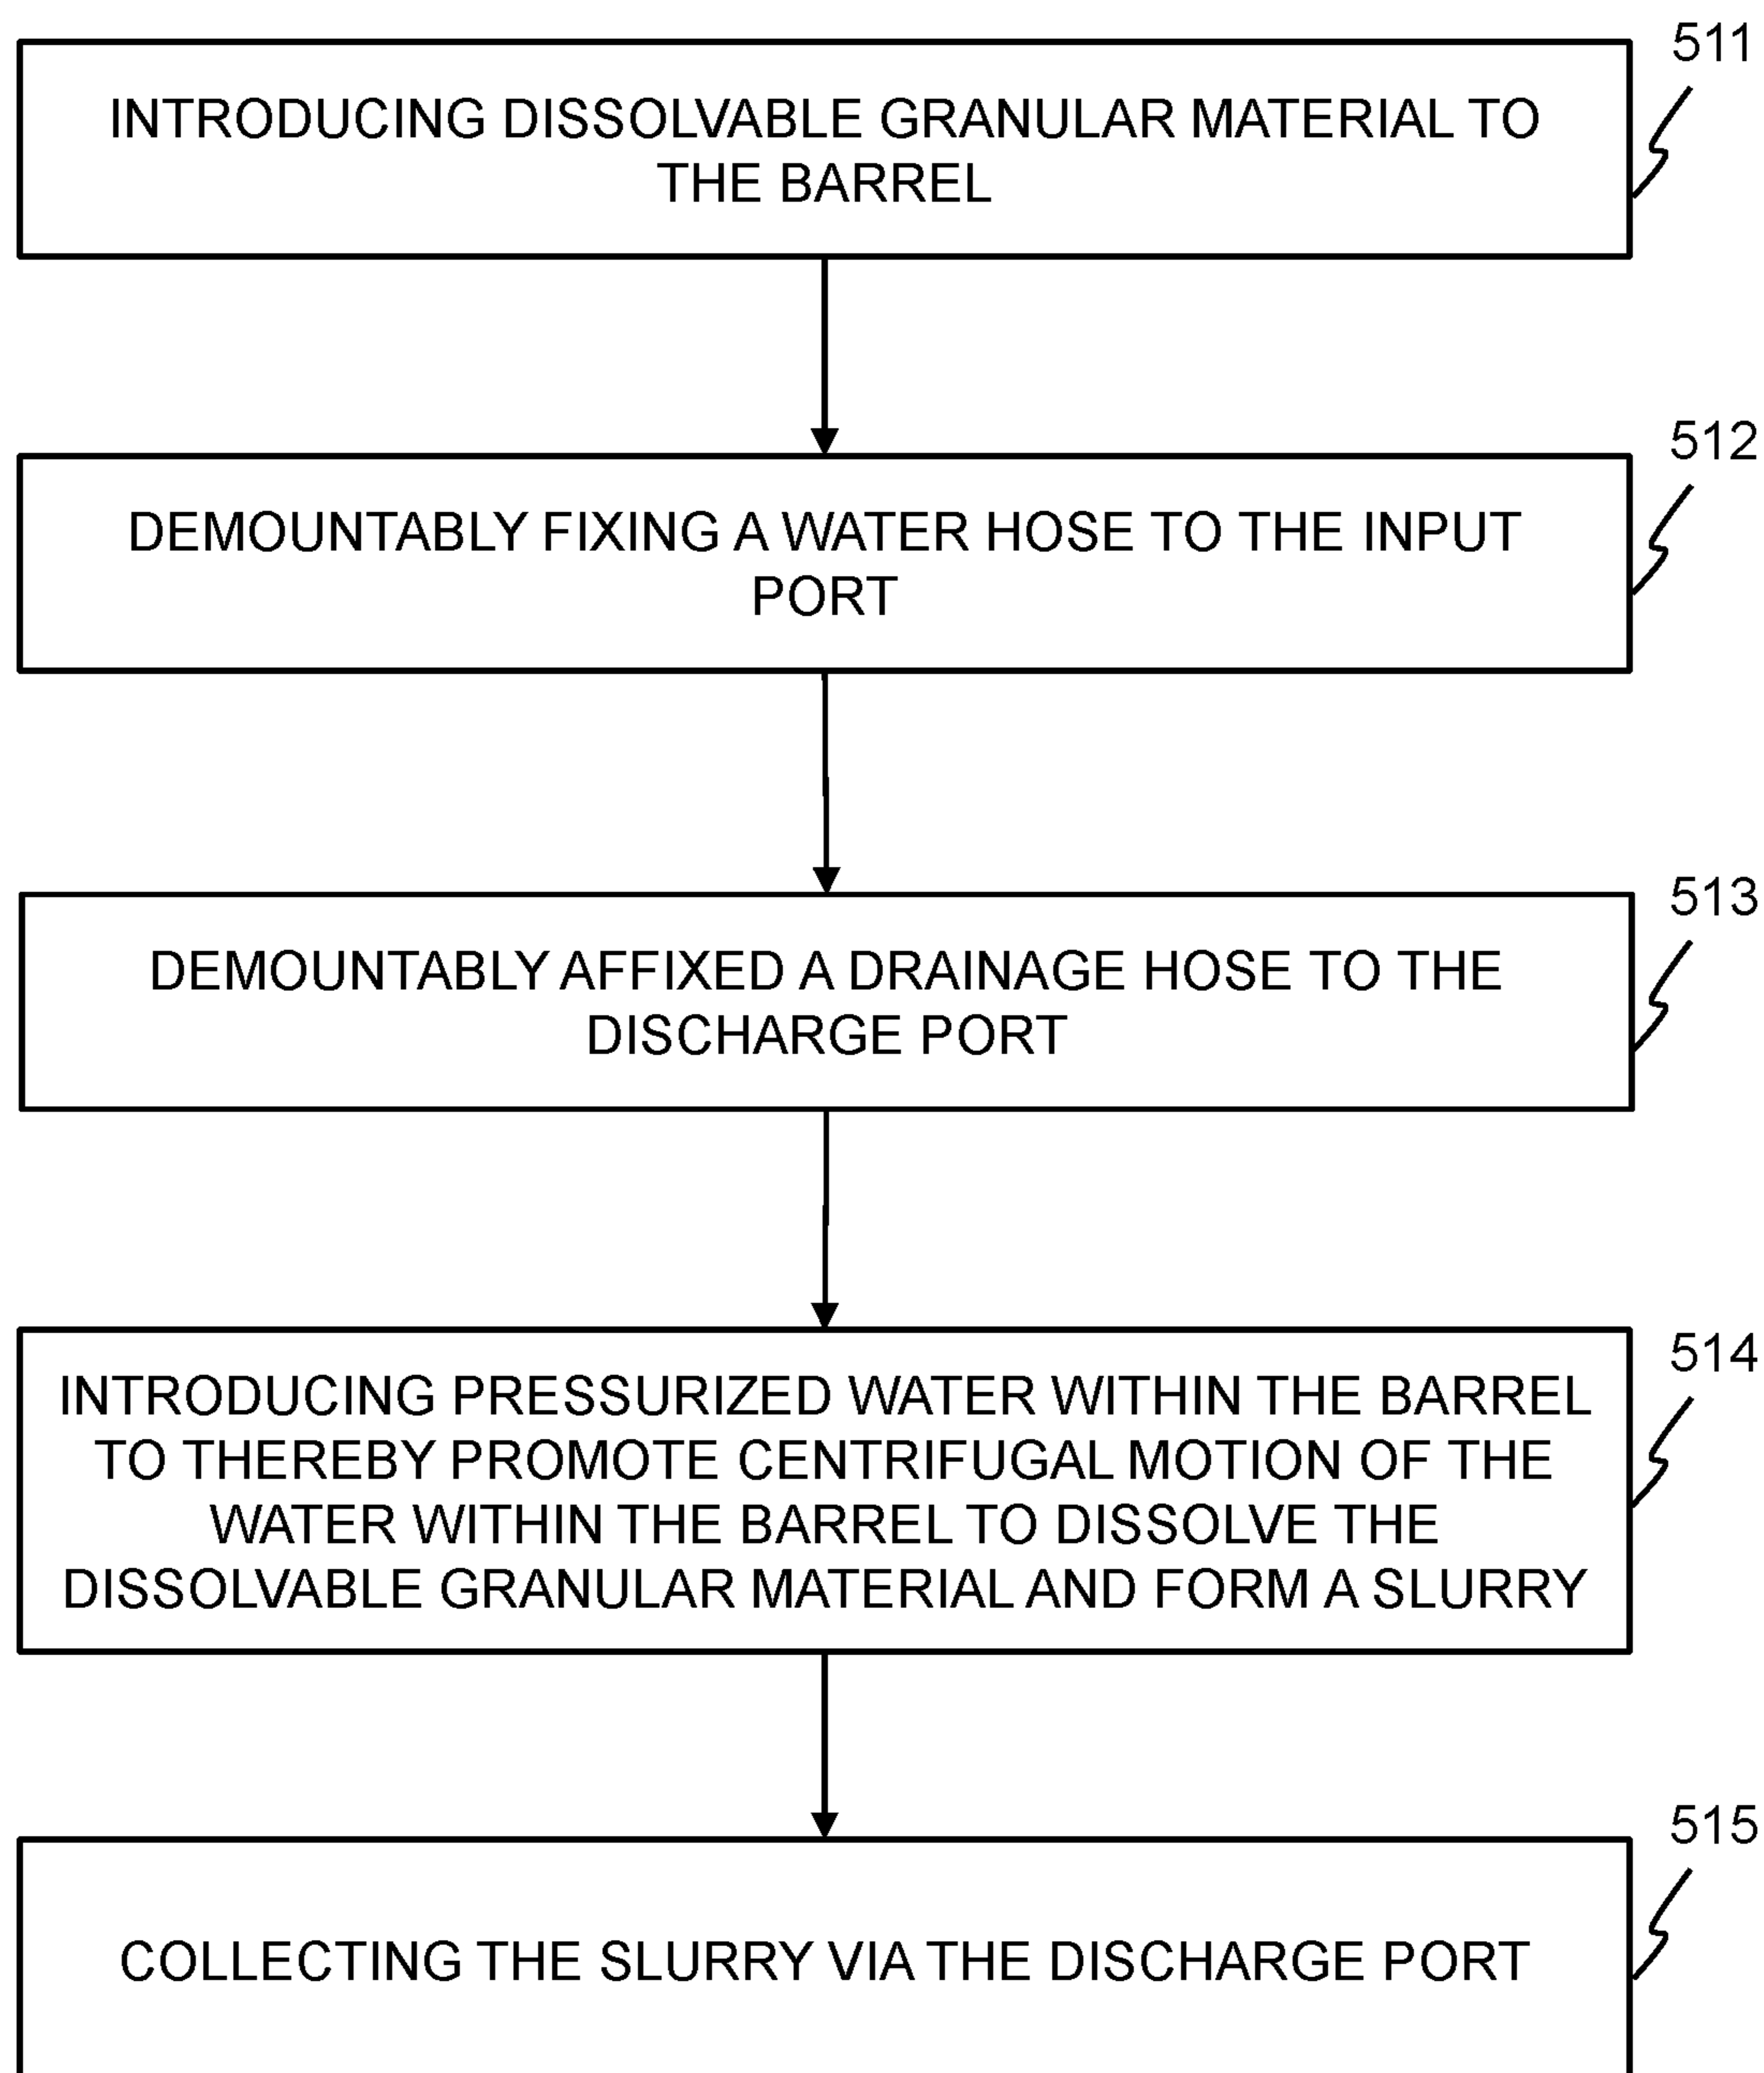 511
INTRODUCING DISSOLVABLE GRANULAR MATERIAL TO
THE BARREL
512
DEMOUNTABLY FIXING A WATER HOSE TO THE INPUT
PORT
513
DEMOUNTABLY AFFIXED A DRAINAGE HOSE TO THE
DISCHARGE PORT
514
INTRODUCING PRESSURIZED WATER WITHIN THE BARREL
TO THEREBY PROMOTE CENTRIFUGAL MOTION OF THE
WATER WITHIN THE BARREL TO DISSOLVE THE
DISSOLVABLE GRANULAR MATERIAL AND FORM A SLURRY
515
COLLECTING THE SLURRY VIA THE DISCHARGE PORT